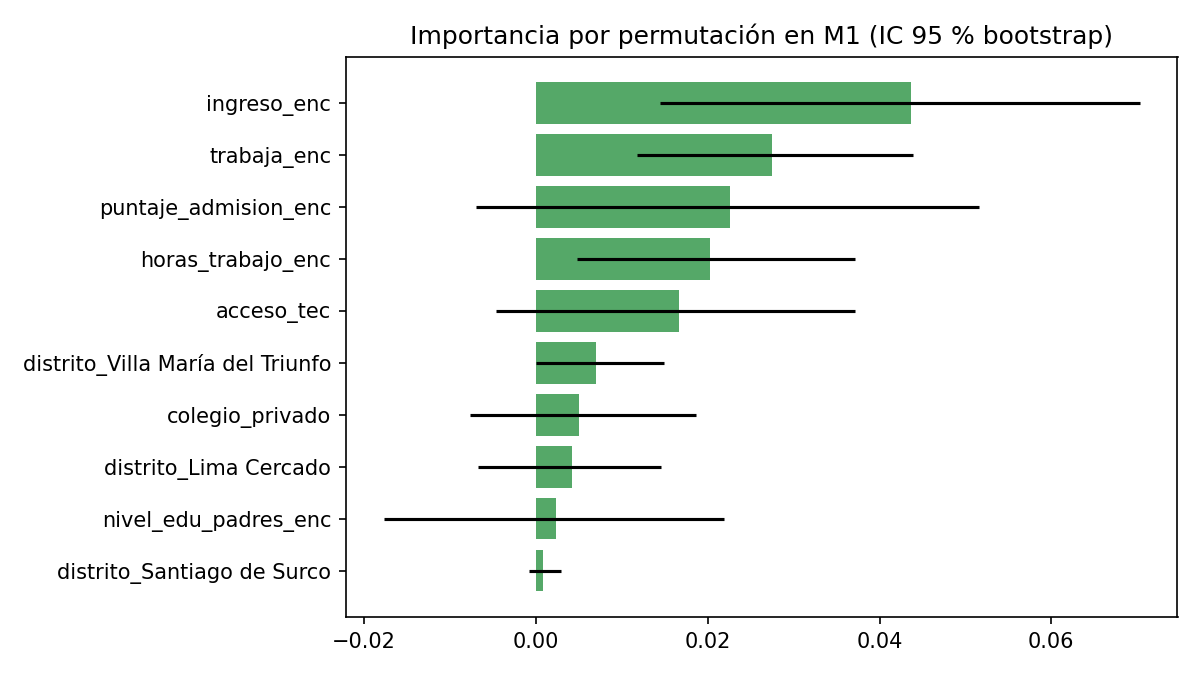 Importancia por permutación en M1 (IC 95 % bootstrap)
ingreso_enc
trabaja_enc
puntaje_admision_enc
horas_trabajo_enc
acceso_tec
distrito_Villa María del Triunfo
colegio_privado
distrito_Lima Cercado
nivel_edu_padres_enc
distrito_Santiago de Surco
−0.02 0.00 0.02 0.04 0.06